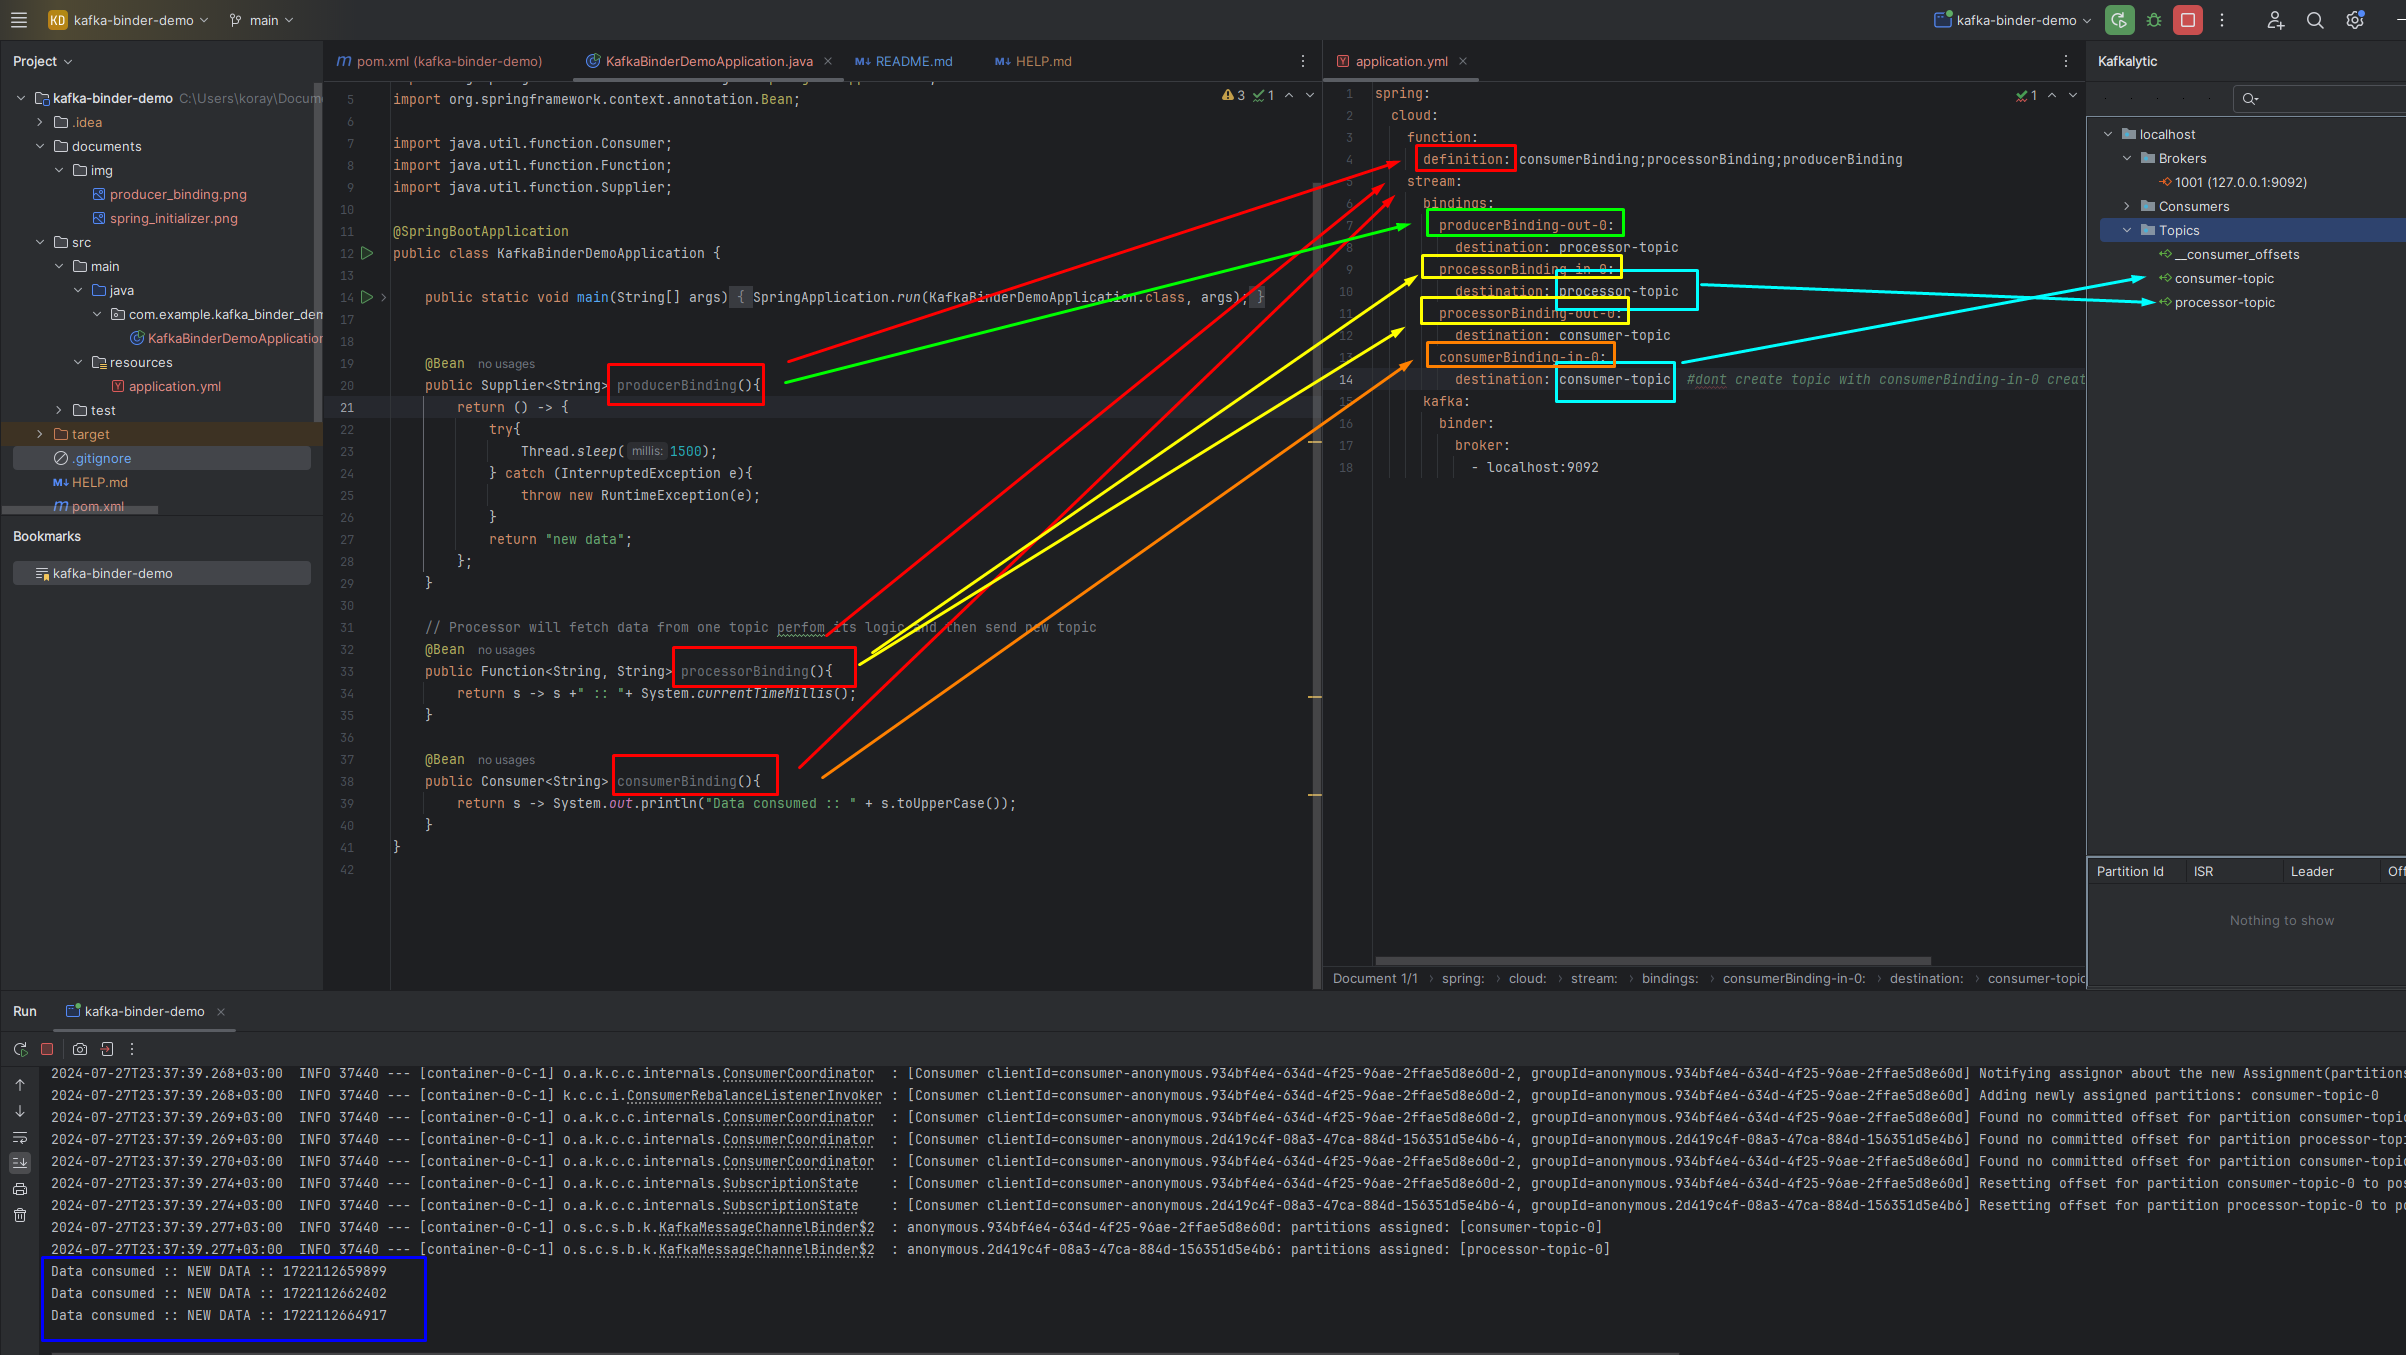 KD kafka-binder-demo main
kafka-binder-demo
Project
kafka-binder-demo C:\Users\koray\Docum
.idea
documents
img
producer_binding.png
spring_initializer.png
src
main
java
com.example.kafka_binder_dem
KafkaBinderDemoApplication
resources
application.yml
test
target
.gitignore
HELP.md
pom.xml
Bookmarks
kafka-binder-demo
pom.xml (kafka-binder-demo) KafkaBinderDemoApplication.java README.md HELP.md
3 1
5 import org.springframework.context.annotation.Bean;
6
7 import java.util.function.Consumer;
8 import java.util.function.Function;
9 import java.util.function.Supplier;
10
11 @SpringBootApplication
12 public class KafkaBinderDemoApplication {
13
14 public static void main(String[] args) { SpringApplication.run(KafkaBinderDemoApplication.class, args); }
17
18
19 @Bean no usages
20 public Supplier<String> producerBinding(){
21 return () -> {
22 try{
23 Thread.sleep( millis: 1500);
24 } catch (InterruptedException e){
25 throw new RuntimeException(e);
26 }
27 return "new data";
28 };
29 }
30
31 // Processor will fetch data from one topic perfom its logic and then send new topic
32 @Bean no usages
33 public Function<String, String> processorBinding(){
34 return s -> s +" :: "+ System.currentTimeMillis();
35 }
36
37 @Bean no usages
38 public Consumer<String> consumerBinding(){
39 return s -> System.out.println("Data consumed :: " + s.toUpperCase());
40 }
41 }
42
application.yml
1
1 spring:
2 cloud:
3 function:
4 definition: consumerBinding;processorBinding;producerBinding
5 stream:
6 bindings:
7 producerBinding-out-0:
8 destination: processor-topic
9 processorBinding-in-0:
10 destination: processor-topic
11 processorBinding-out-0:
12 destination: consumer-topic
13 consumerBinding-in-0:
14 destination: consumer-topic #dont create topic with consumerBinding-in-0 creat
15 kafka:
16 binder:
17 broker:
18 - localhost:9092
Document 1/1 › spring: › cloud: › stream: › bindings: › consumerBinding-in-0: › destination: › consumer-topic
Kafkalytic
localhost
Brokers
1001 (127.0.0.1:9092)
Consumers
Topics
__consumer_offsets
consumer-topic
processor-topic
Partition Id ISR Leader Off
Nothing to show
Run kafka-binder-demo
2024-07-27T23:37:39.268+03:00 INFO 37440 --- [container-0-C-1] o.a.k.c.c.internals.ConsumerCoordinator : [Consumer clientId=consumer-anonymous.934bf4e4-634d-4f25-96ae-2ffae5d8e60d-2, groupId=anonymous.934bf4e4-634d-4f25-96ae-2ffae5d8e60d] Notifying assignor about the new Assignment(partitions
2024-07-27T23:37:39.268+03:00 INFO 37440 --- [container-0-C-1] k.c.c.i.ConsumerRebalanceListenerInvoker : [Consumer clientId=consumer-anonymous.934bf4e4-634d-4f25-96ae-2ffae5d8e60d-2, groupId=anonymous.934bf4e4-634d-4f25-96ae-2ffae5d8e60d] Adding newly assigned partitions: consumer-topic-0
2024-07-27T23:37:39.269+03:00 INFO 37440 --- [container-0-C-1] o.a.k.c.c.internals.ConsumerCoordinator : [Consumer clientId=consumer-anonymous.934bf4e4-634d-4f25-96ae-2ffae5d8e60d-2, groupId=anonymous.934bf4e4-634d-4f25-96ae-2ffae5d8e60d] Found no committed offset for partition consumer-topic
2024-07-27T23:37:39.269+03:00 INFO 37440 --- [container-0-C-1] o.a.k.c.c.internals.ConsumerCoordinator : [Consumer clientId=consumer-anonymous.2d419c4f-08a3-47ca-884d-156351d5e4b6-4, groupId=anonymous.2d419c4f-08a3-47ca-884d-156351d5e4b6] Found no committed offset for partition processor-topi
2024-07-27T23:37:39.270+03:00 INFO 37440 --- [container-0-C-1] o.a.k.c.c.internals.ConsumerCoordinator : [Consumer clientId=consumer-anonymous.934bf4e4-634d-4f25-96ae-2ffae5d8e60d-2, groupId=anonymous.934bf4e4-634d-4f25-96ae-2ffae5d8e60d] Found no committed offset for partition consumer-topic
2024-07-27T23:37:39.274+03:00 INFO 37440 --- [container-0-C-1] o.a.k.c.c.internals.SubscriptionState : [Consumer clientId=consumer-anonymous.934bf4e4-634d-4f25-96ae-2ffae5d8e60d-2, groupId=anonymous.934bf4e4-634d-4f25-96ae-2ffae5d8e60d] Resetting offset for partition consumer-topic-0 to pos
2024-07-27T23:37:39.274+03:00 INFO 37440 --- [container-0-C-1] o.a.k.c.c.internals.SubscriptionState : [Consumer clientId=consumer-anonymous.2d419c4f-08a3-47ca-884d-156351d5e4b6-4, groupId=anonymous.2d419c4f-08a3-47ca-884d-156351d5e4b6] Resetting offset for partition processor-topic-0 to po
2024-07-27T23:37:39.277+03:00 INFO 37440 --- [container-0-C-1] o.s.c.s.b.k.KafkaMessageChannelBinder$2 : anonymous.934bf4e4-634d-4f25-96ae-2ffae5d8e60d: partitions assigned: [consumer-topic-0]
2024-07-27T23:37:39.277+03:00 INFO 37440 --- [container-0-C-1] o.s.c.s.b.k.KafkaMessageChannelBinder$2 : anonymous.2d419c4f-08a3-47ca-884d-156351d5e4b6: partitions assigned: [processor-topic-0]
Data consumed :: NEW DATA :: 1722112659899
Data consumed :: NEW DATA :: 1722112662402
Data consumed :: NEW DATA :: 1722112664917